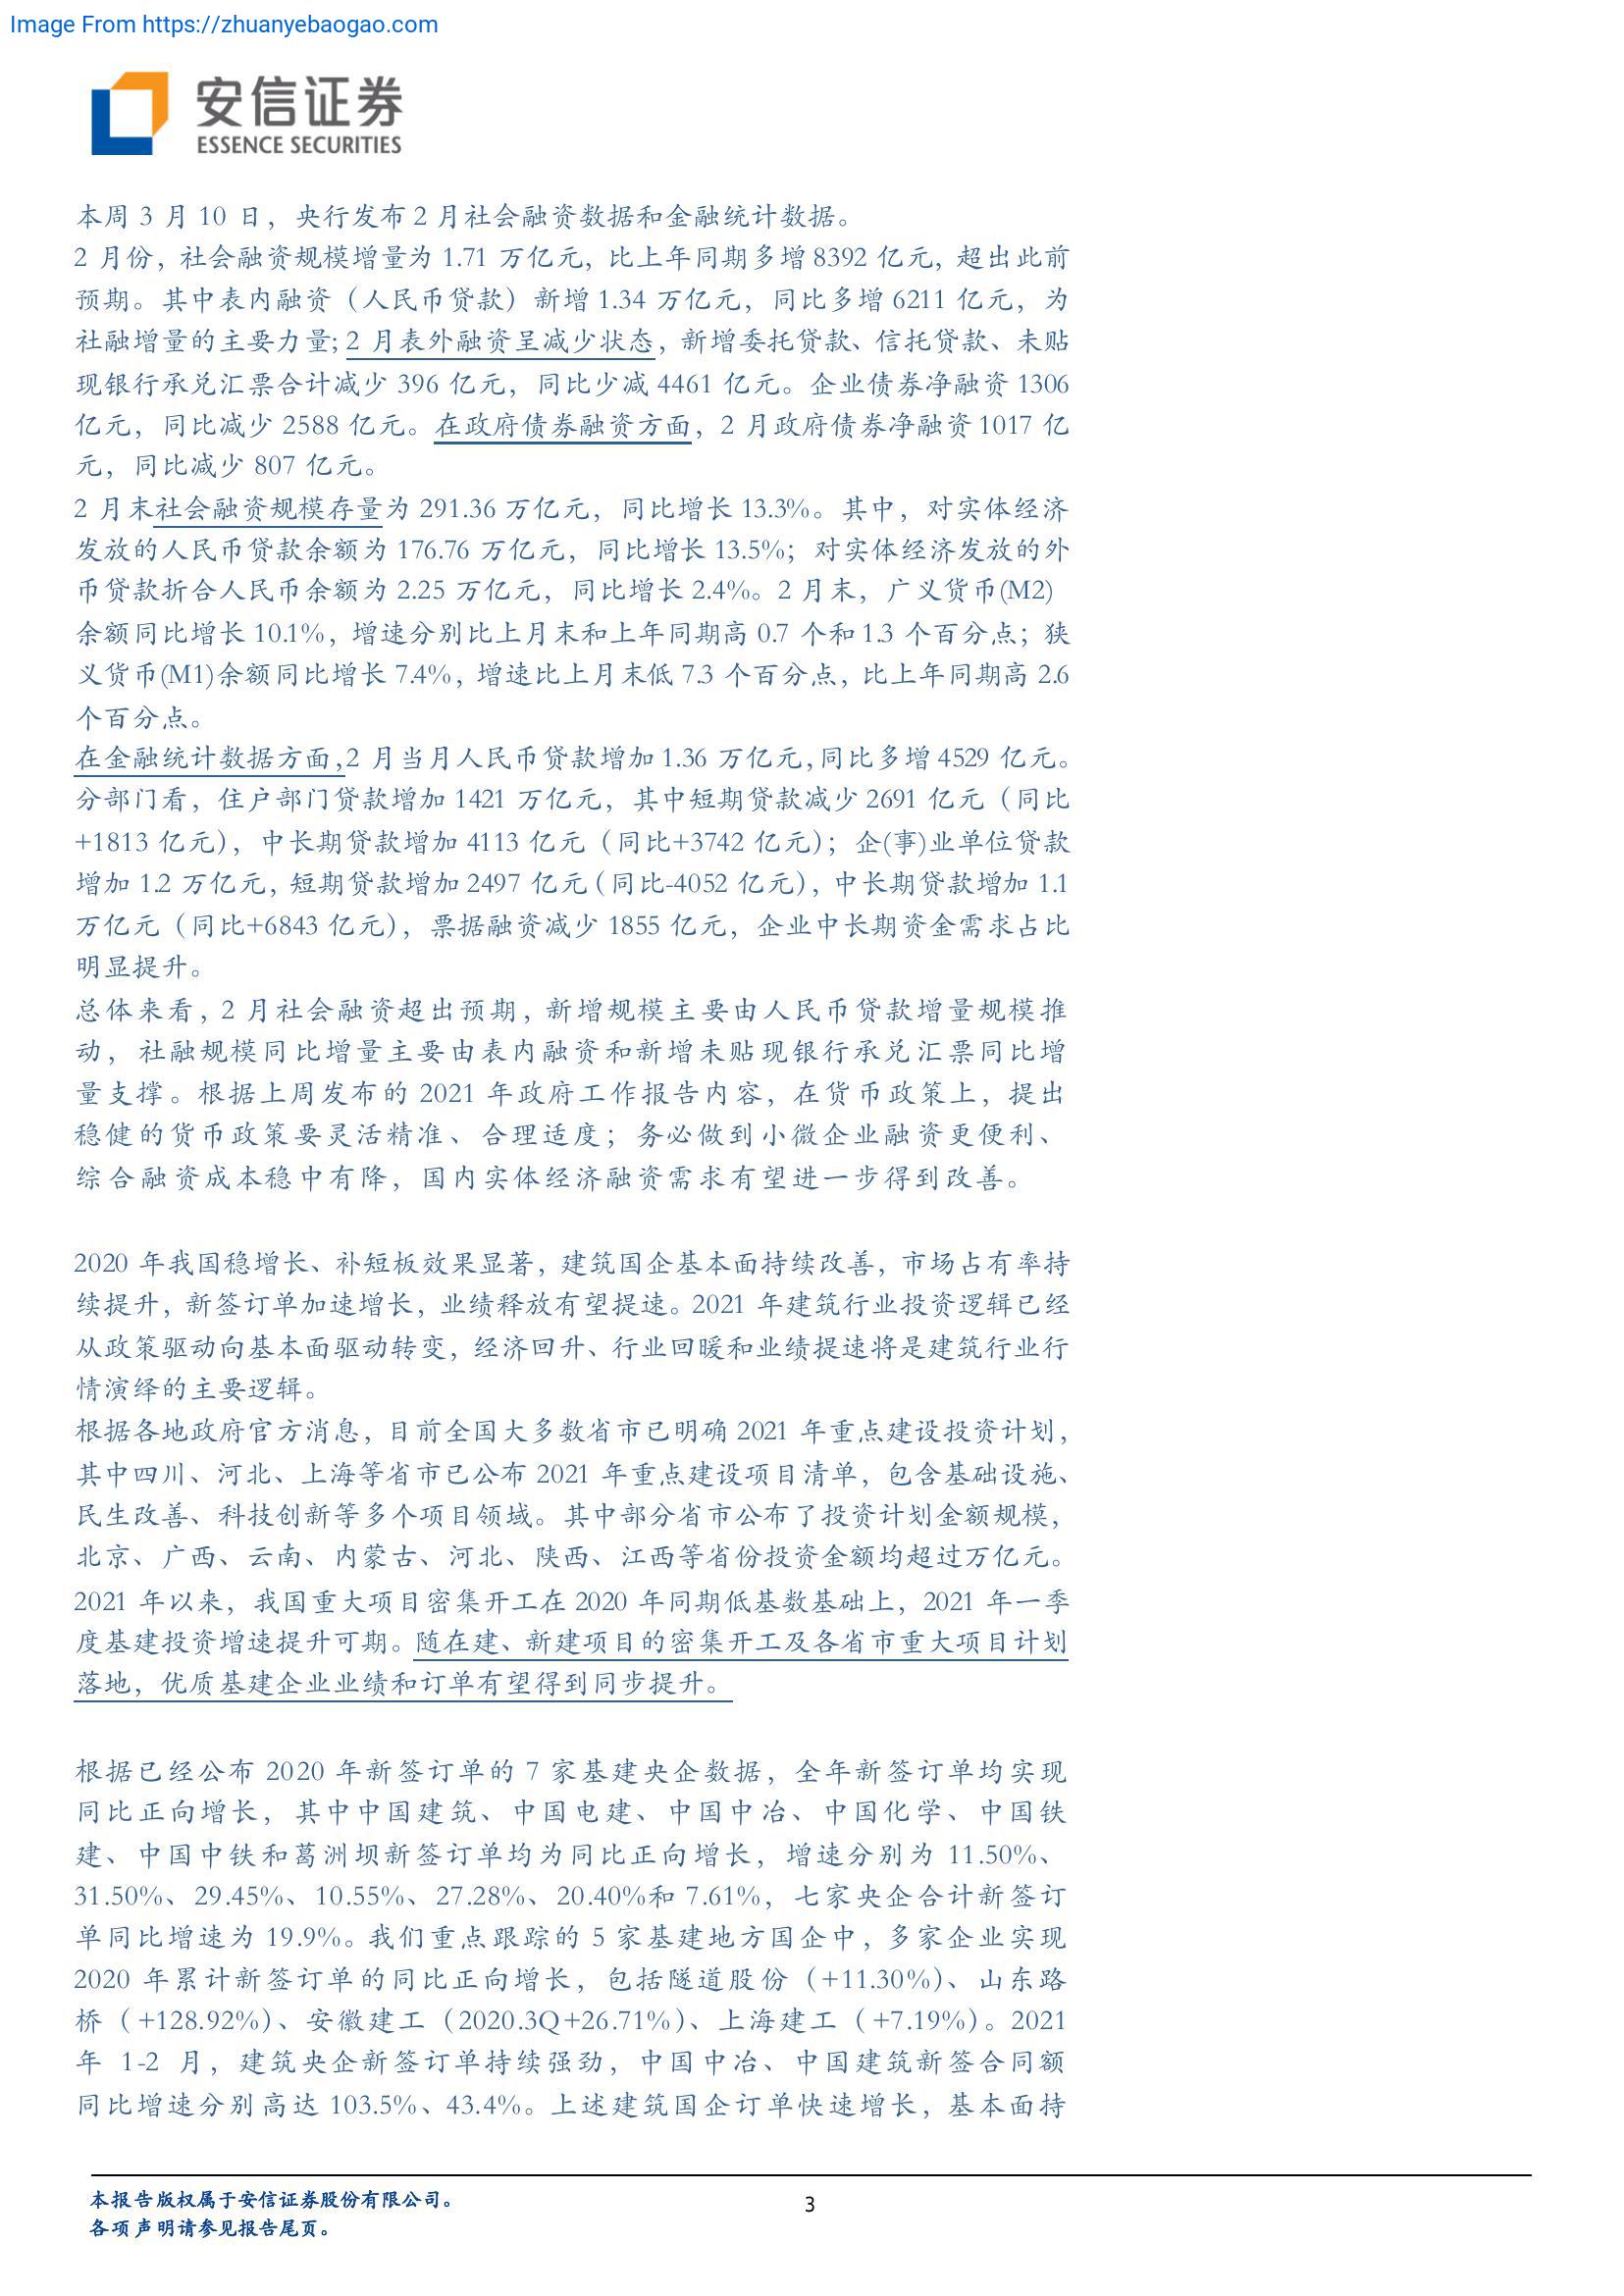 Image From https://zhuanyebaogao.com
安信证券
ESSENCE SECURITIES
本周 3 月 10 日，央行发布 2 月社会融资数据和金融统计数据。
2 月份，社会融资规模增量为 1.71 万亿元，比上年同期多增 8392 亿元，超出此前
预期。其中表内融资（人民币贷款）新增 1.34 万亿元，同比多增 6211 亿元，为
社融增量的主要力量；2 月表外融资呈减少状态，新增委托贷款、信托贷款、未贴
现银行承兑汇票合计减少 396 亿元，同比少减 4461 亿元。企业债券净融资 1306
亿元，同比减少 2588 亿元。在政府债券融资方面，2 月政府债券净融资 1017 亿
元，同比减少 807 亿元。
2 月末社会融资规模存量为 291.36 万亿元，同比增长 13.3%。其中，对实体经济
发放的人民币贷款余额为 176.76 万亿元，同比增长 13.5%；对实体经济发放的外
币贷款折合人民币余额为 2.25 万亿元，同比增长 2.4%。2 月末，广义货币(M2)
余额同比增长 10.1%，增速分别比上月末和上年同期高 0.7 个和 1.3 个百分点；狭
义货币(M1)余额同比增长 7.4%，增速比上月末低 7.3 个百分点，比上年同期高 2.6
个百分点。
在金融统计数据方面，2 月当月人民币贷款增加 1.36 万亿元，同比多增 4529 亿元。
分部门看，住户部门贷款增加 1421 万亿元，其中短期贷款减少 2691 亿元（同比
+1813 亿元），中长期贷款增加 4113 亿元（同比+3742 亿元）；企(事)业单位贷款
增加 1.2 万亿元，短期贷款增加 2497 亿元（同比-4052 亿元），中长期贷款增加 1.1
万亿元（同比+6843 亿元），票据融资减少 1855 亿元，企业中长期资金需求占比
明显提升。
总体来看，2 月社会融资超出预期，新增规模主要由人民币贷款增量规模推
动，社融规模同比增量主要由表内融资和新增未贴现银行承兑汇票同比增
量支撑。根据上周发布的 2021 年政府工作报告内容，在货币政策上，提出
稳健的货币政策要灵活精准、合理适度；务必做到小微企业融资更便利、
综合融资成本稳中有降，国内实体经济融资需求有望进一步得到改善。
2020 年我国稳增长、补短板效果显著，建筑国企基本面持续改善，市场占有率持
续提升，新签订单加速增长，业绩释放有望提速。2021 年建筑行业投资逻辑已经
从政策驱动向基本面驱动转变，经济回升、行业回暖和业绩提速将是建筑行业行
情演绎的主要逻辑。
根据各地政府官方消息，目前全国大多数省市已明确 2021 年重点建设投资计划，
其中四川、河北、上海等省市已公布 2021 年重点建设项目清单，包含基础设施、
民生改善、科技创新等多个项目领域。其中部分省市公布了投资计划金额规模，
北京、广西、云南、内蒙古、河北、陕西、江西等省份投资金额均超过万亿元。
2021 年以来，我国重大项目密集开工在 2020 年同期低基数基础上，2021 年一季
度基建投资增速提升可期。随在建、新建项目的密集开工及各省市重大项目计划
落地，优质基建企业业绩和订单有望得到同步提升。
根据已经公布 2020 年新签订单的 7 家基建央企数据，全年新签订单均实现
同比正向增长，其中中国建筑、中国电建、中国中冶、中国化学、中国铁
建、中国中铁和葛洲坝新签订单均为同比正向增长，增速分别为 11.50%、
31.50%、29.45%、10.55%、27.28%、20.40%和 7.61%，七家央企合计新签订
单同比增速为 19.9%。我们重点跟踪的 5 家基建地方国企中，多家企业实现
2020 年累计新签订单的同比正向增长，包括隧道股份（+11.30%）、山东路
桥（+128.92%）、安徽建工（2020.3Q+26.71%）、上海建工（+7.19%）。2021
年 1-2 月，建筑央企新签订单持续强劲，中国中冶、中国建筑新签合同额
同比增速分别高达 103.5%、43.4%。上述建筑国企订单快速增长，基本面持
本报告版权属于安信证券股份有限公司。
各项声明请参见报告尾页。
3